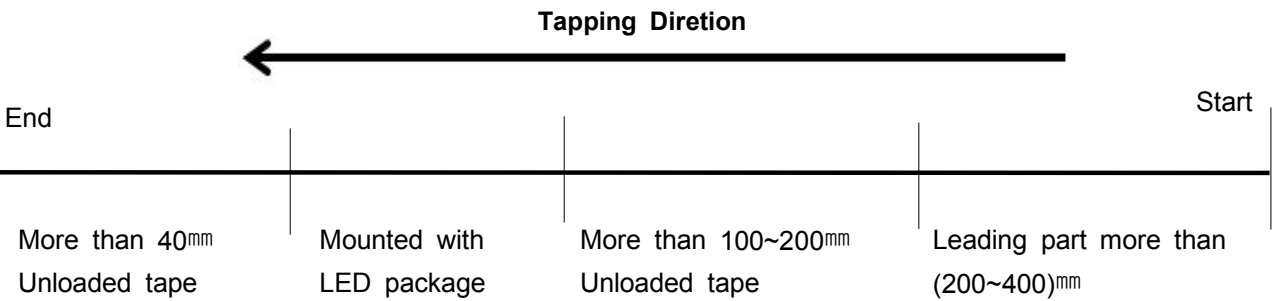 Tapping Diretion
End
Start
More than 40㎜
Unloaded tape
Mounted with
LED package
More than 100~200㎜
Unloaded tape
Leading part more than
(200~400)㎜